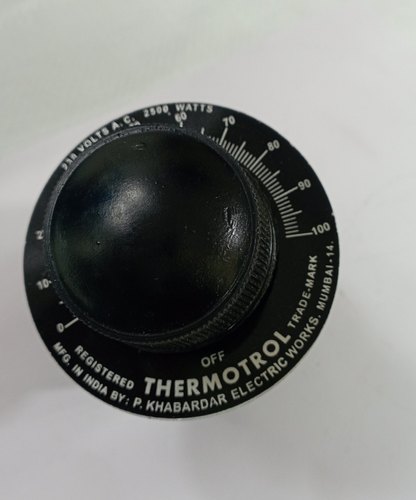 VOLTS A.C. 2500 WATTS
60
70
80
90
100
10
0
OFF
REGISTERED THERMOTROL TRADE-MARK
MFG. IN INDIA BY: P. KHABARDAR ELECTRIC WORKS. MUMBAI-14.